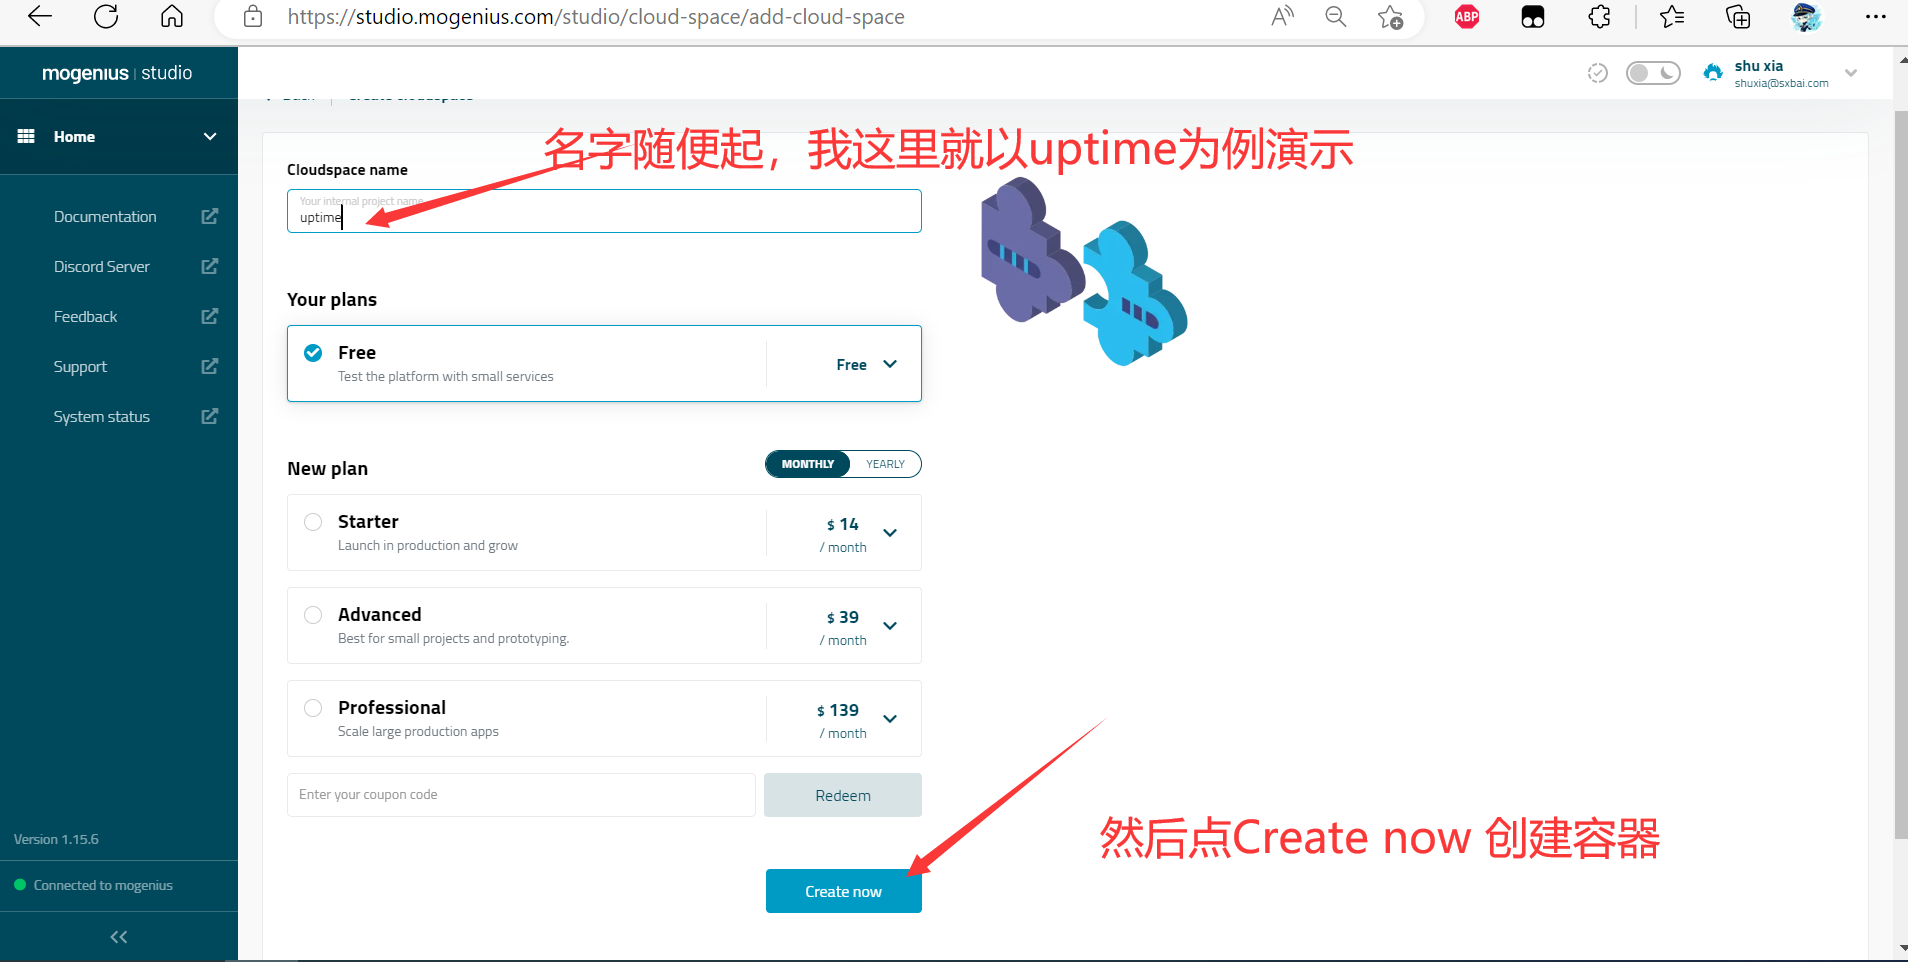 https://studio.mogenius.com/studio/cloud-space/add-cloud-space
ABP
mogenius | studio
shu xia
shuxia@sxbai.com
Home
Documentation
Discord Server
Feedback
Support
System status
Version 1.15.6
Connected to mogenius
Back
Create cloudspace
名字随便起，我这里就以uptime为例演示
Cloudspace name
Your internal project name
uptime
Your plans
Free
Test the platform with small services
Free
New plan
MONTHLY YEARLY
Starter
Launch in production and grow
$ 14
/ month
Advanced
Best for small projects and prototyping.
$ 39
/ month
Professional
Scale large production apps
$ 139
/ month
Enter your coupon code
Redeem
然后点Create now 创建容器
Create now